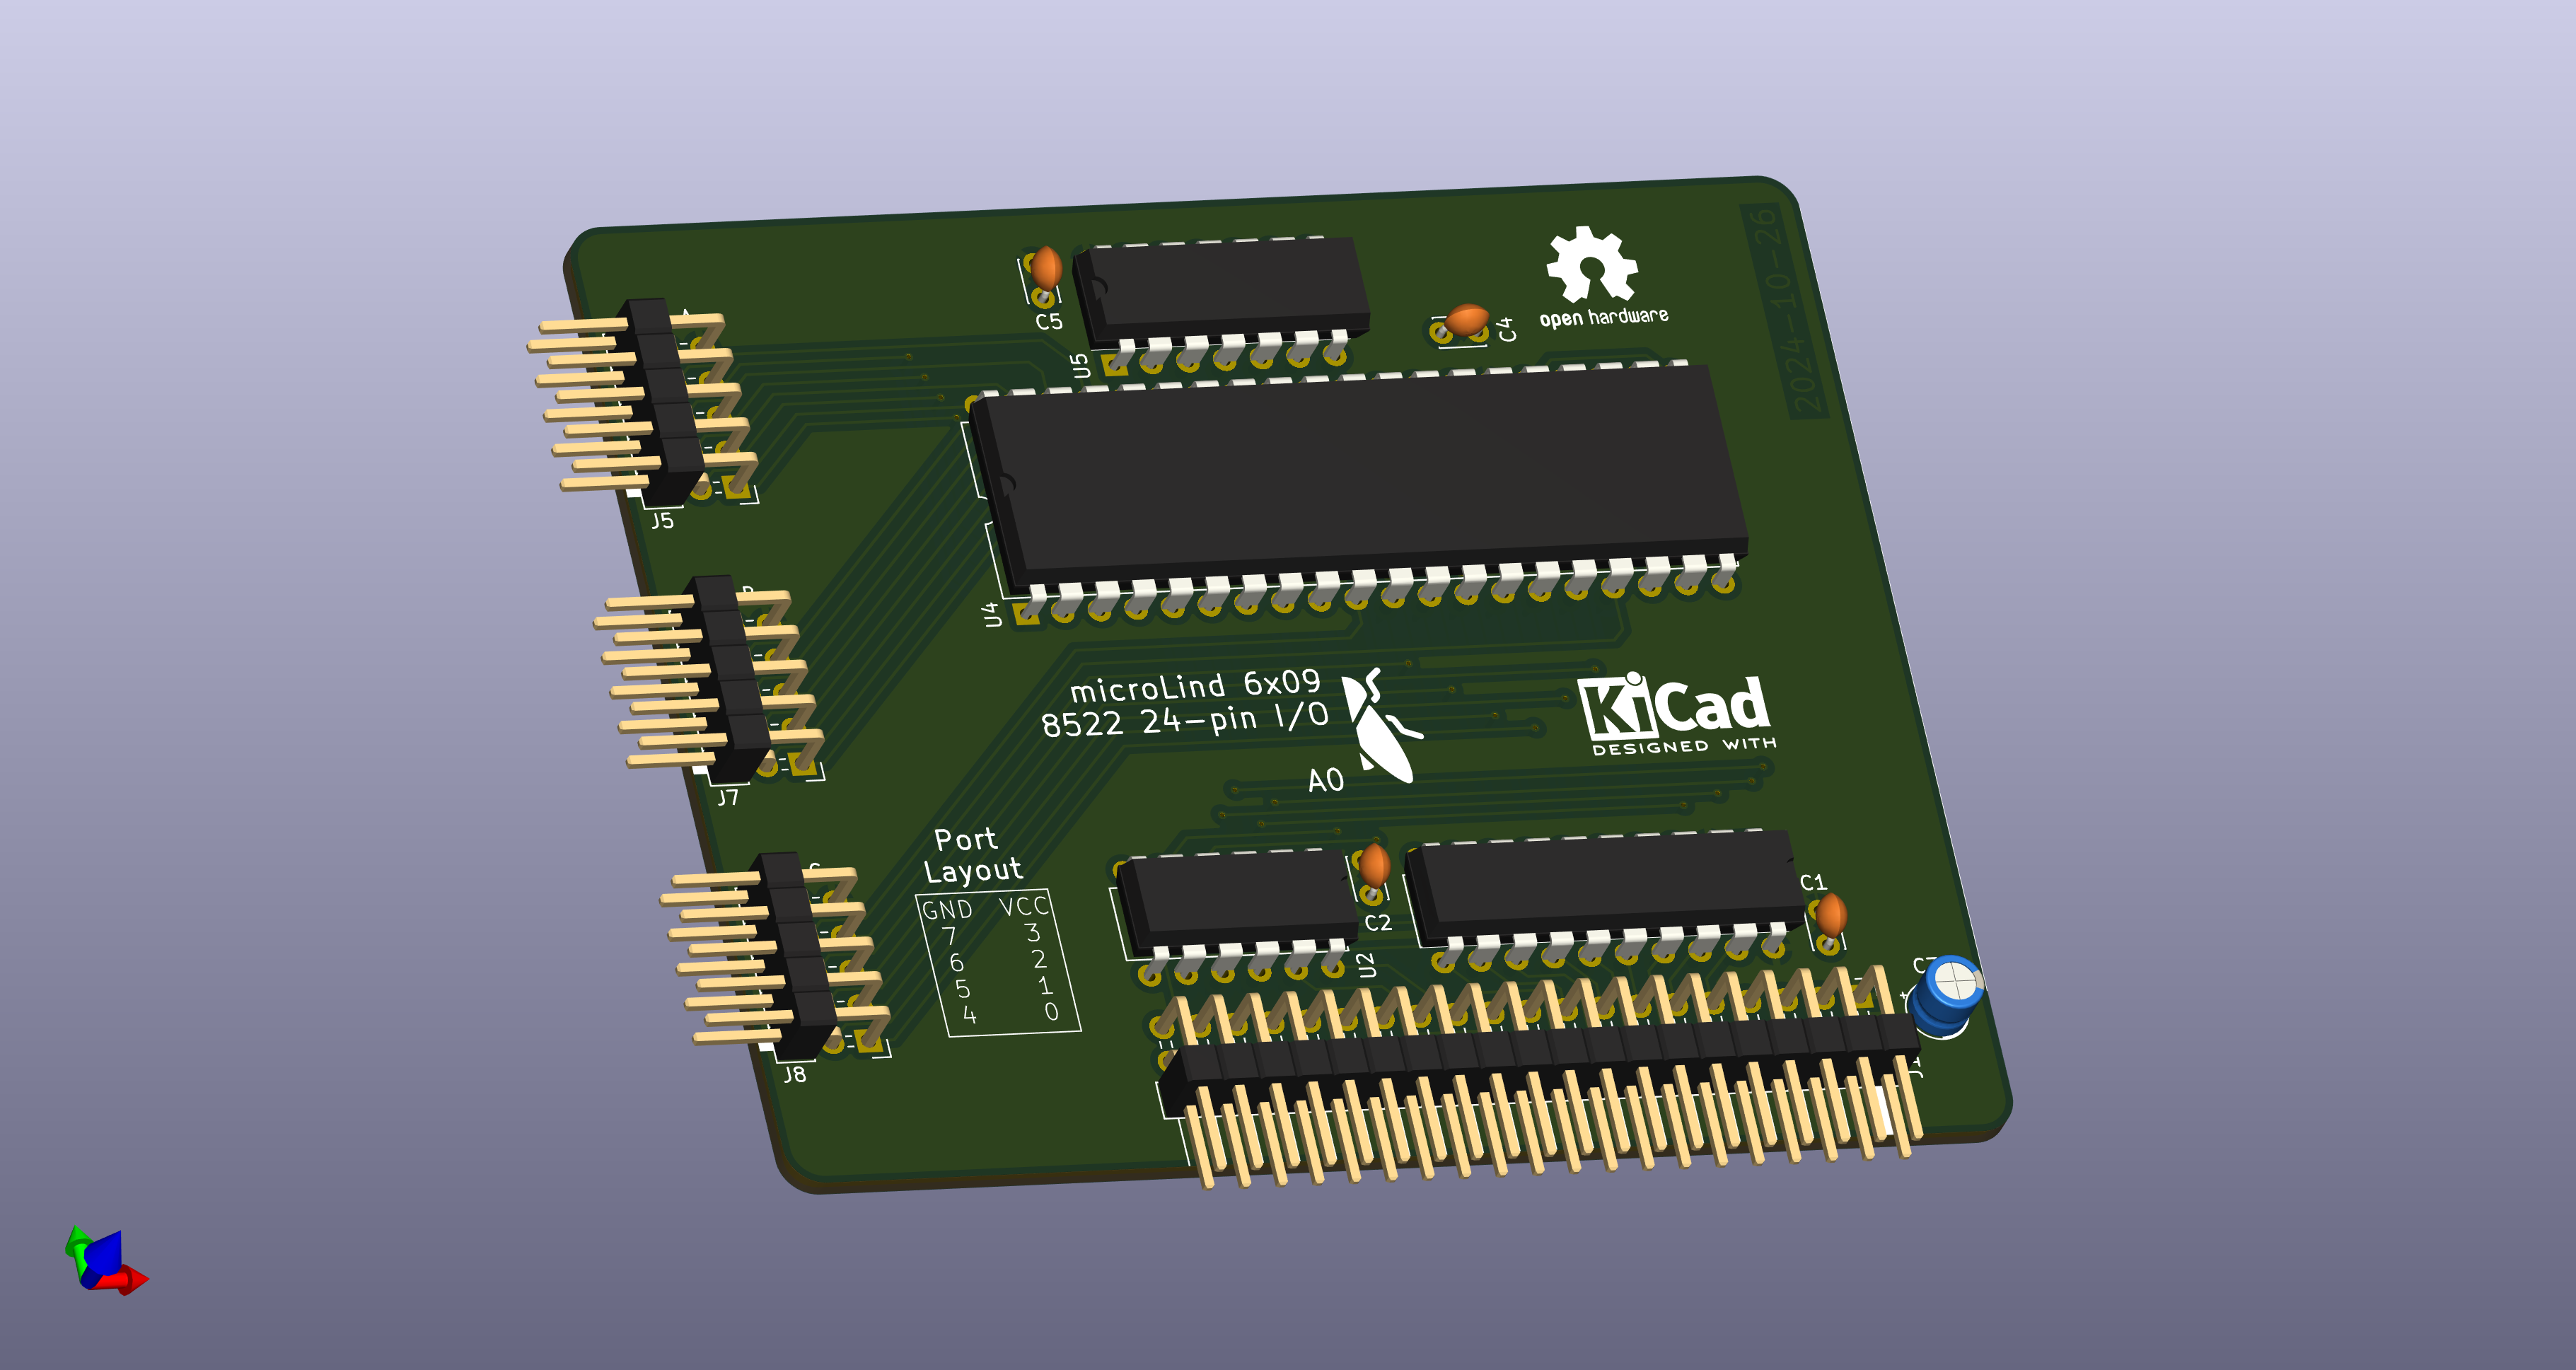 C5
U5
C4
open hardware
2024-10-26
J5
U4
J7
microLind 6x09
8522 24-pin I/O
A0
KiCad
DESIGNED WITH
Port
Layout
GND VCC
7 3
6 2
5 1
4 0
C2
U2
C1
J8